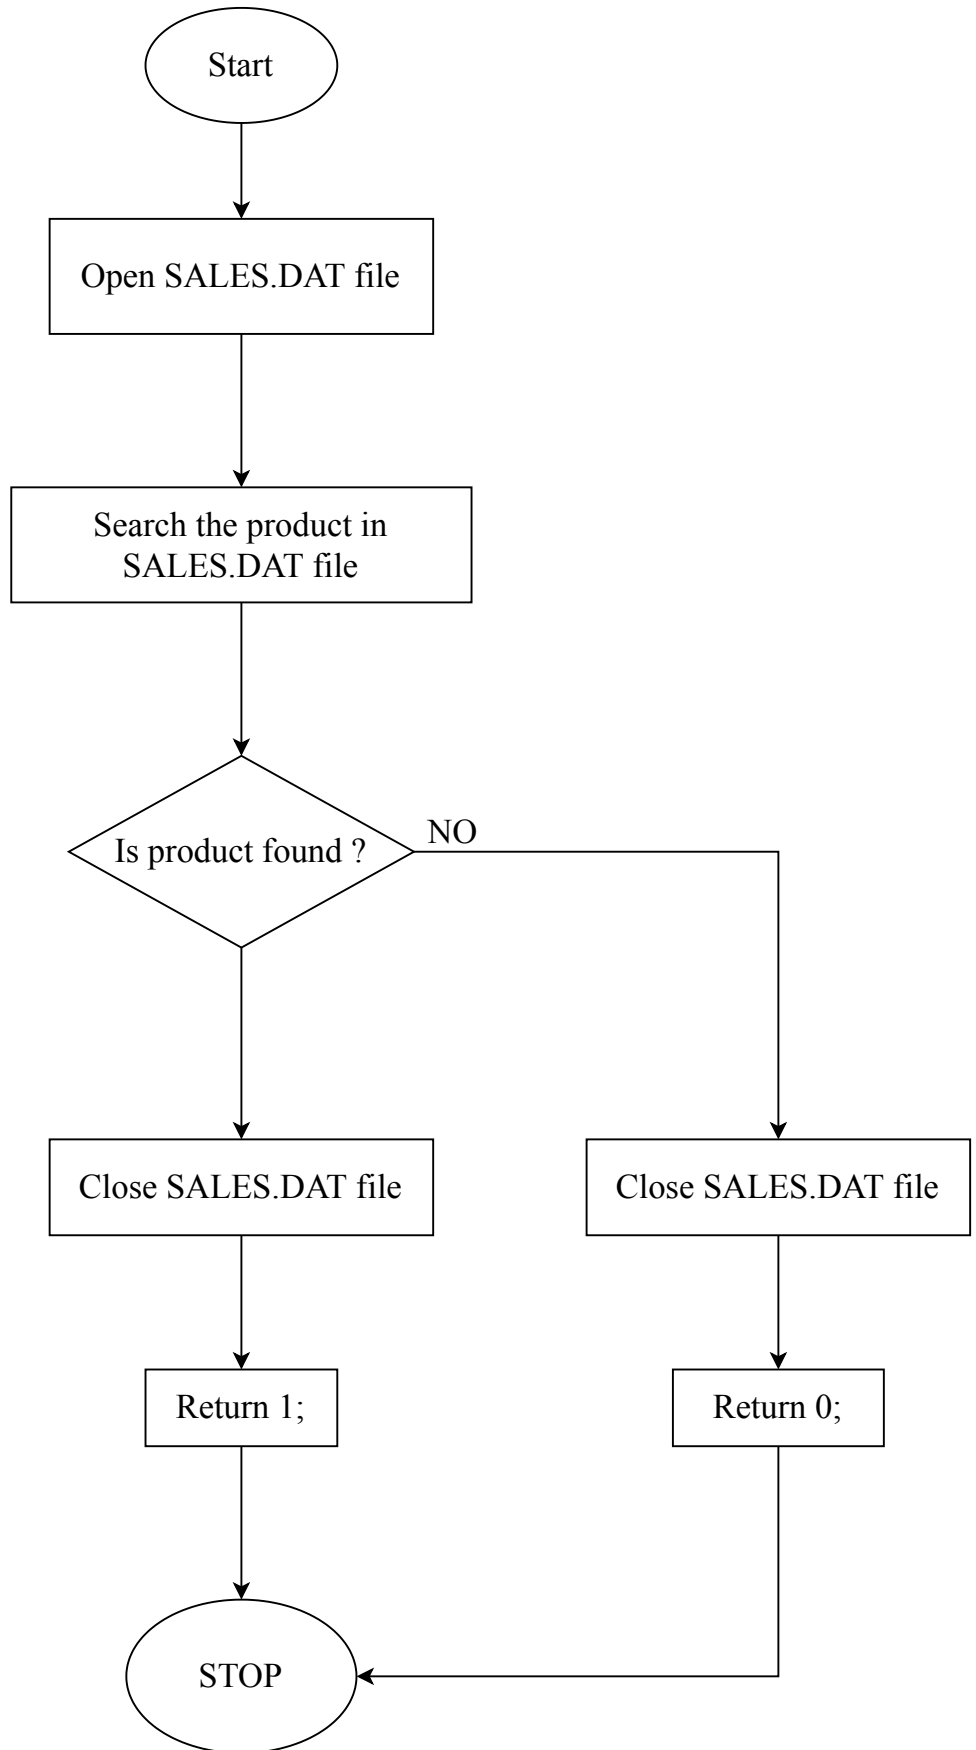 Start
Open SALES.DAT file
Search the product in
SALES.DAT file
Is product found ?
NO
Close SALES.DAT file
Close SALES.DAT file
Return 1;
Return 0;
STOP